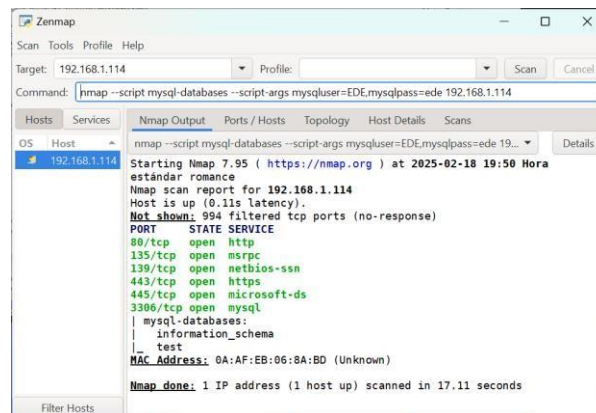 Zenmap
Scan Tools Profile Help
Target: 192.168.1.114 Profile: Scan Cancel
Command: nmap --script mysql-databases --script-args mysqluser=EDE,mysqlpass=ede 192.168.1.114
Hosts Services Nmap Output Ports / Hosts Topology Host Details Scans
OS Host nmap --script mysql-databases --script-args mysqluser=EDE,mysqlpass=ede 19... Details
192.168.1.114
Starting Nmap 7.95 ( https://nmap.org ) at 2025-02-18 19:50 Hora
estándar romance
Nmap scan report for 192.168.1.114
Host is up (0.11s latency).
Not shown: 994 filtered tcp ports (no-response)
PORT STATE SERVICE
80/tcp open http
135/tcp open msrpc
139/tcp open netbios-ssn
443/tcp open https
445/tcp open microsoft-ds
3306/tcp open mysql
| mysql-databases:
| information_schema
|_ test
MAC Address: 0A:AF:EB:06:8A:BD (Unknown)
Nmap done: 1 IP address (1 host up) scanned in 17.11 seconds
Filter Hosts